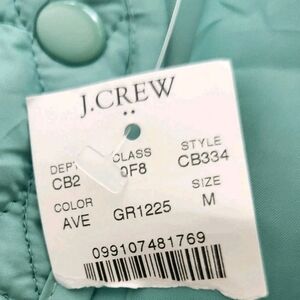 J.CREW
DEPT CLASS STYLE
CB2 0F8 CB334
COLOR SIZE
AVE GR1225 M
099107481769